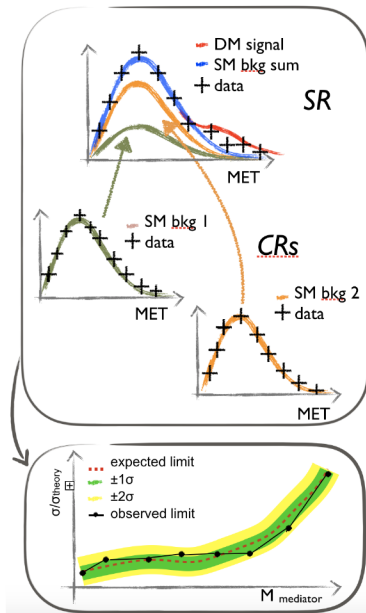 DM signal
SM bkg sum
data
SR
MET
SM bkg 1
data
MET
CRs
SM bkg 2
data
MET
expected limit
±1σ
±2σ
observed limit
σ/σtheory
M mediator